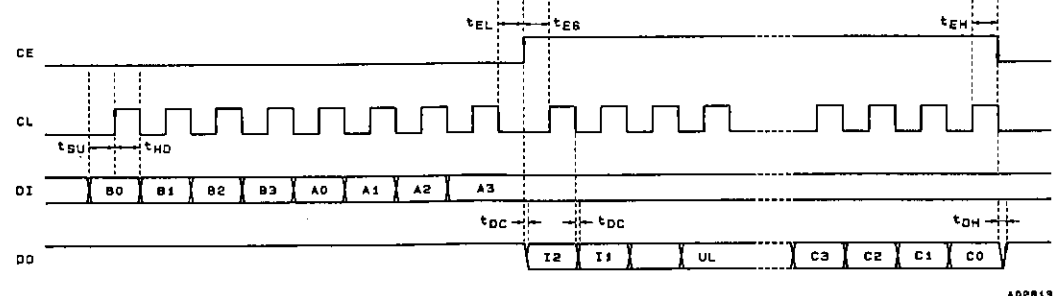 tEL tES tEH
CE
CL
tSU tHD
DI B0 B1 B2 B3 A0 A1 A2 A3
tDC tDC tDH
DO I2 I1 UL C3 C2 C1 C0
A02813